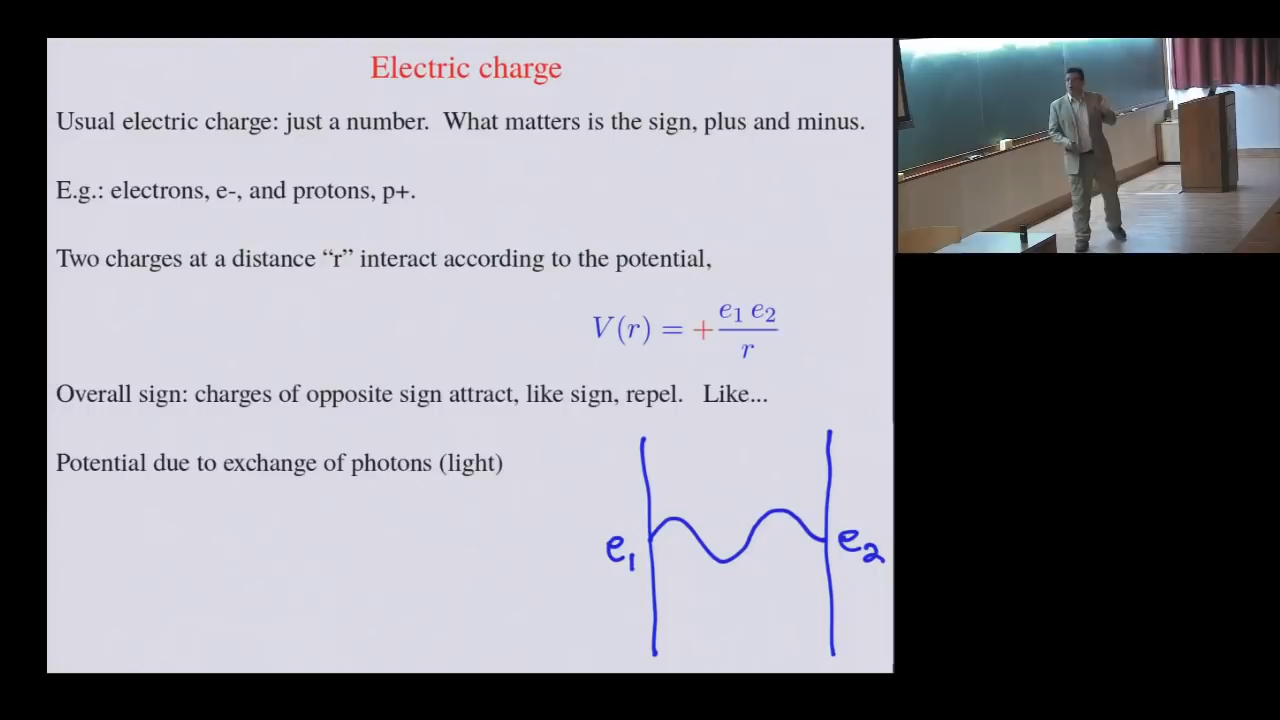 Electric charge
Usual electric charge: just a number. What matters is the sign, plus and minus.
E.g.: electrons, e-, and protons, p+.
Two charges at a distance “r” interact according to the potential,
V(r) = + e₁ e₂ / r
Overall sign: charges of opposite sign attract, like sign, repel. Like...
Potential due to exchange of photons (light)
e₁ e₂